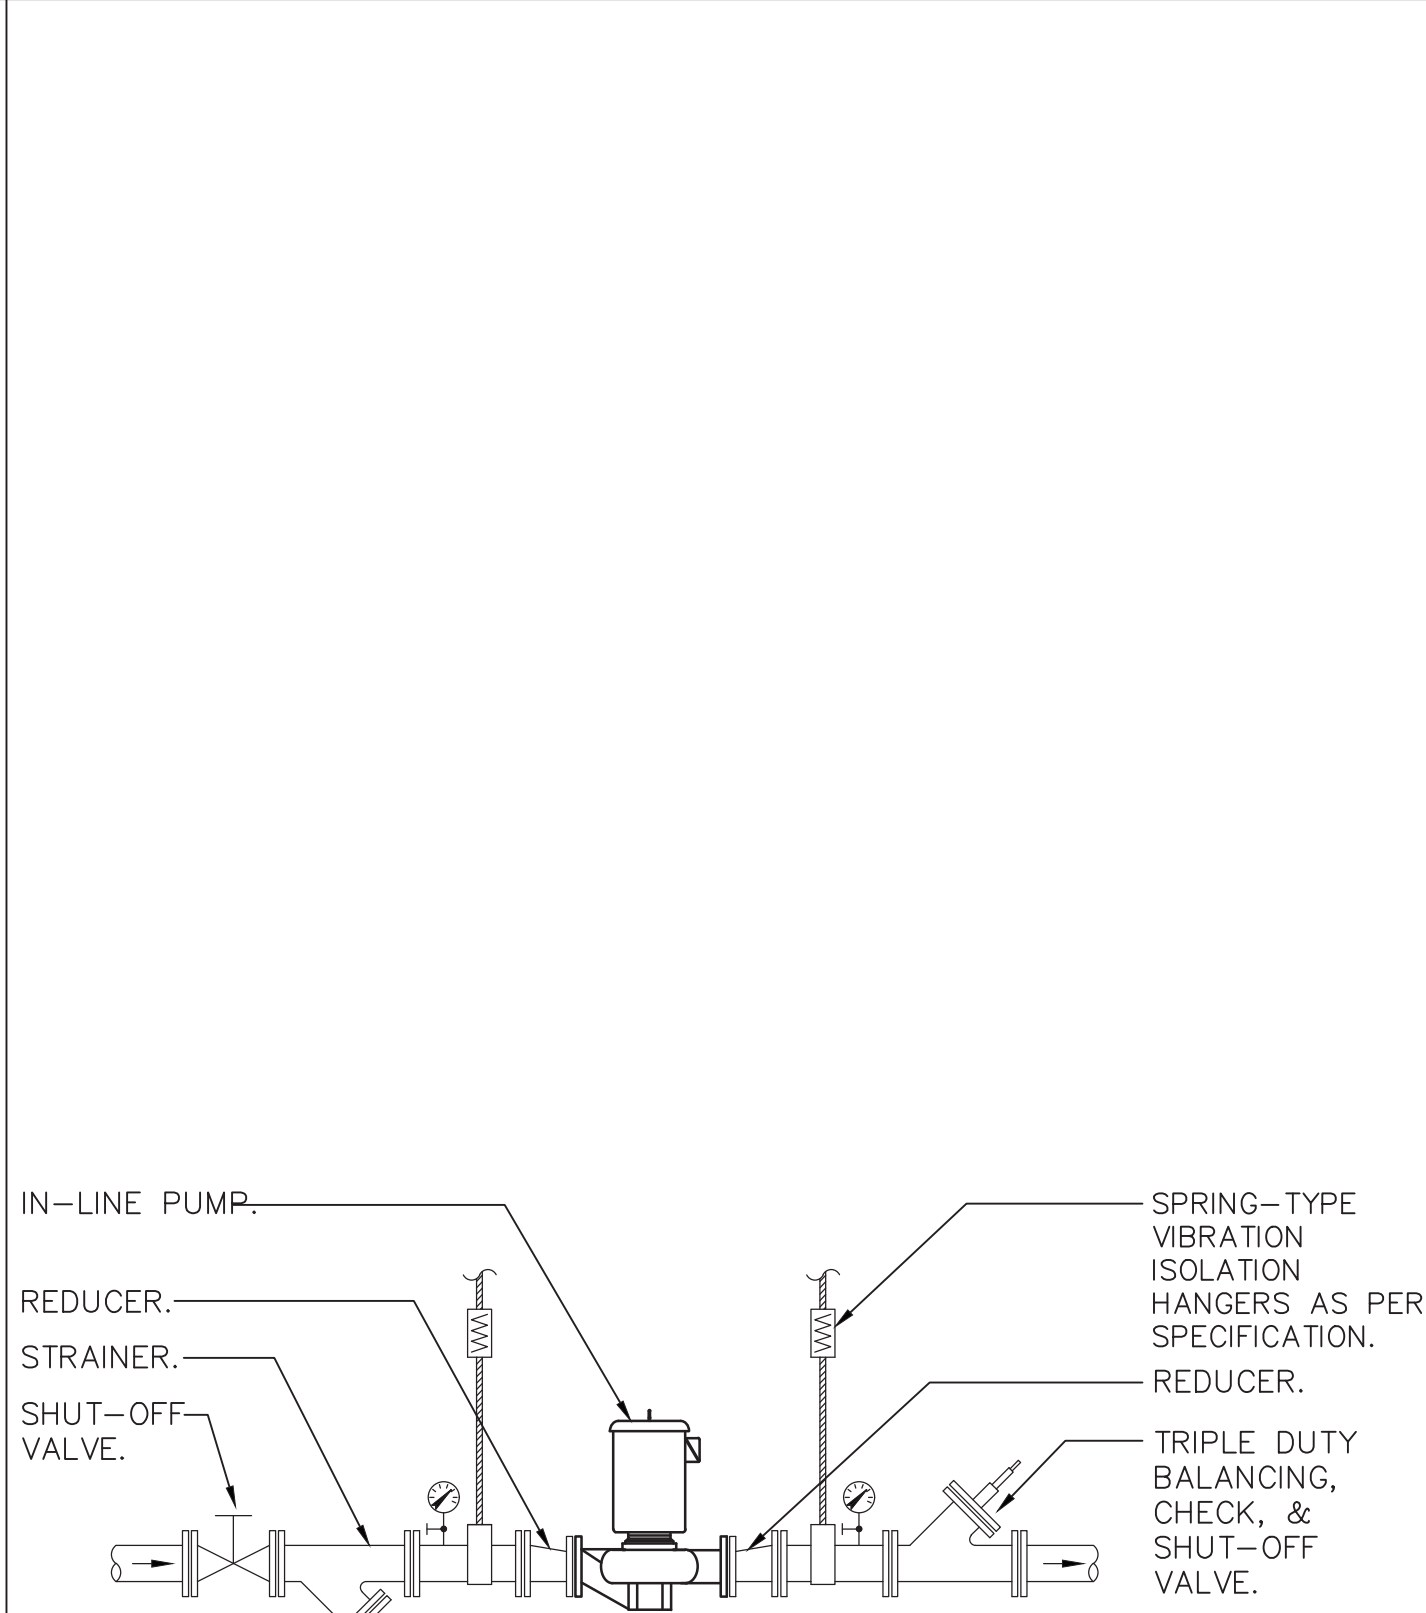 IN-LINE PUMP.
REDUCER.
STRAINER.
SHUT-OFF
VALVE.
SPRING-TYPE
VIBRATION
ISOLATION
HANGERS AS PER
SPECIFICATION.
REDUCER.
TRIPLE DUTY
BALANCING,
CHECK, &
SHUT-OFF
VALVE.